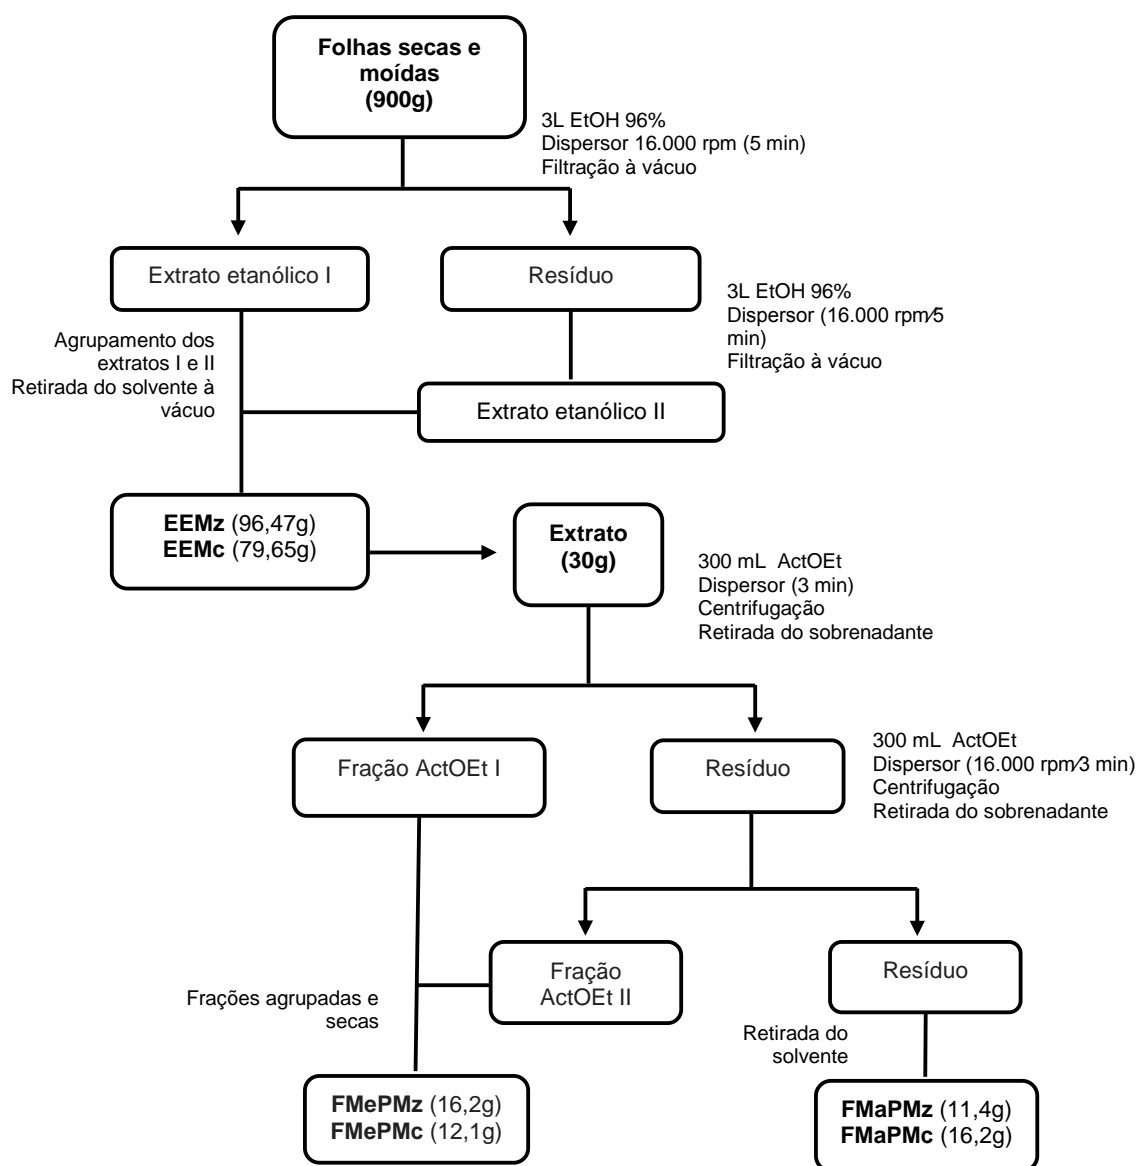 Folhas secas e
moídas
(900g)
3L EtOH 96%
Dispersor 16.000 rpm (5 min)
Filtração à vácuo
Extrato etanólico I
Resíduo
3L EtOH 96%
Dispersor (16.000 rpm⁄5
min)
Filtração à vácuo
Agrupamento dos
extratos I e II
Retirada do solvente à
vácuo
Extrato etanólico II
EEMz (96,47g)
EEMc (79,65g)
Extrato
(30g)
300 mL ActOEt
Dispersor (3 min)
Centrifugação
Retirada do sobrenadante
Fração ActOEt I
Resíduo
300 mL ActOEt
Dispersor (16.000 rpm⁄3 min)
Centrifugação
Retirada do sobrenadante
Fração
ActOEt II
Resíduo
Frações agrupadas e
secas
Retirada do
solvente
FMePMz (16,2g)
FMePMc (12,1g)
FMaPMz (11,4g)
FMaPMc (16,2g)